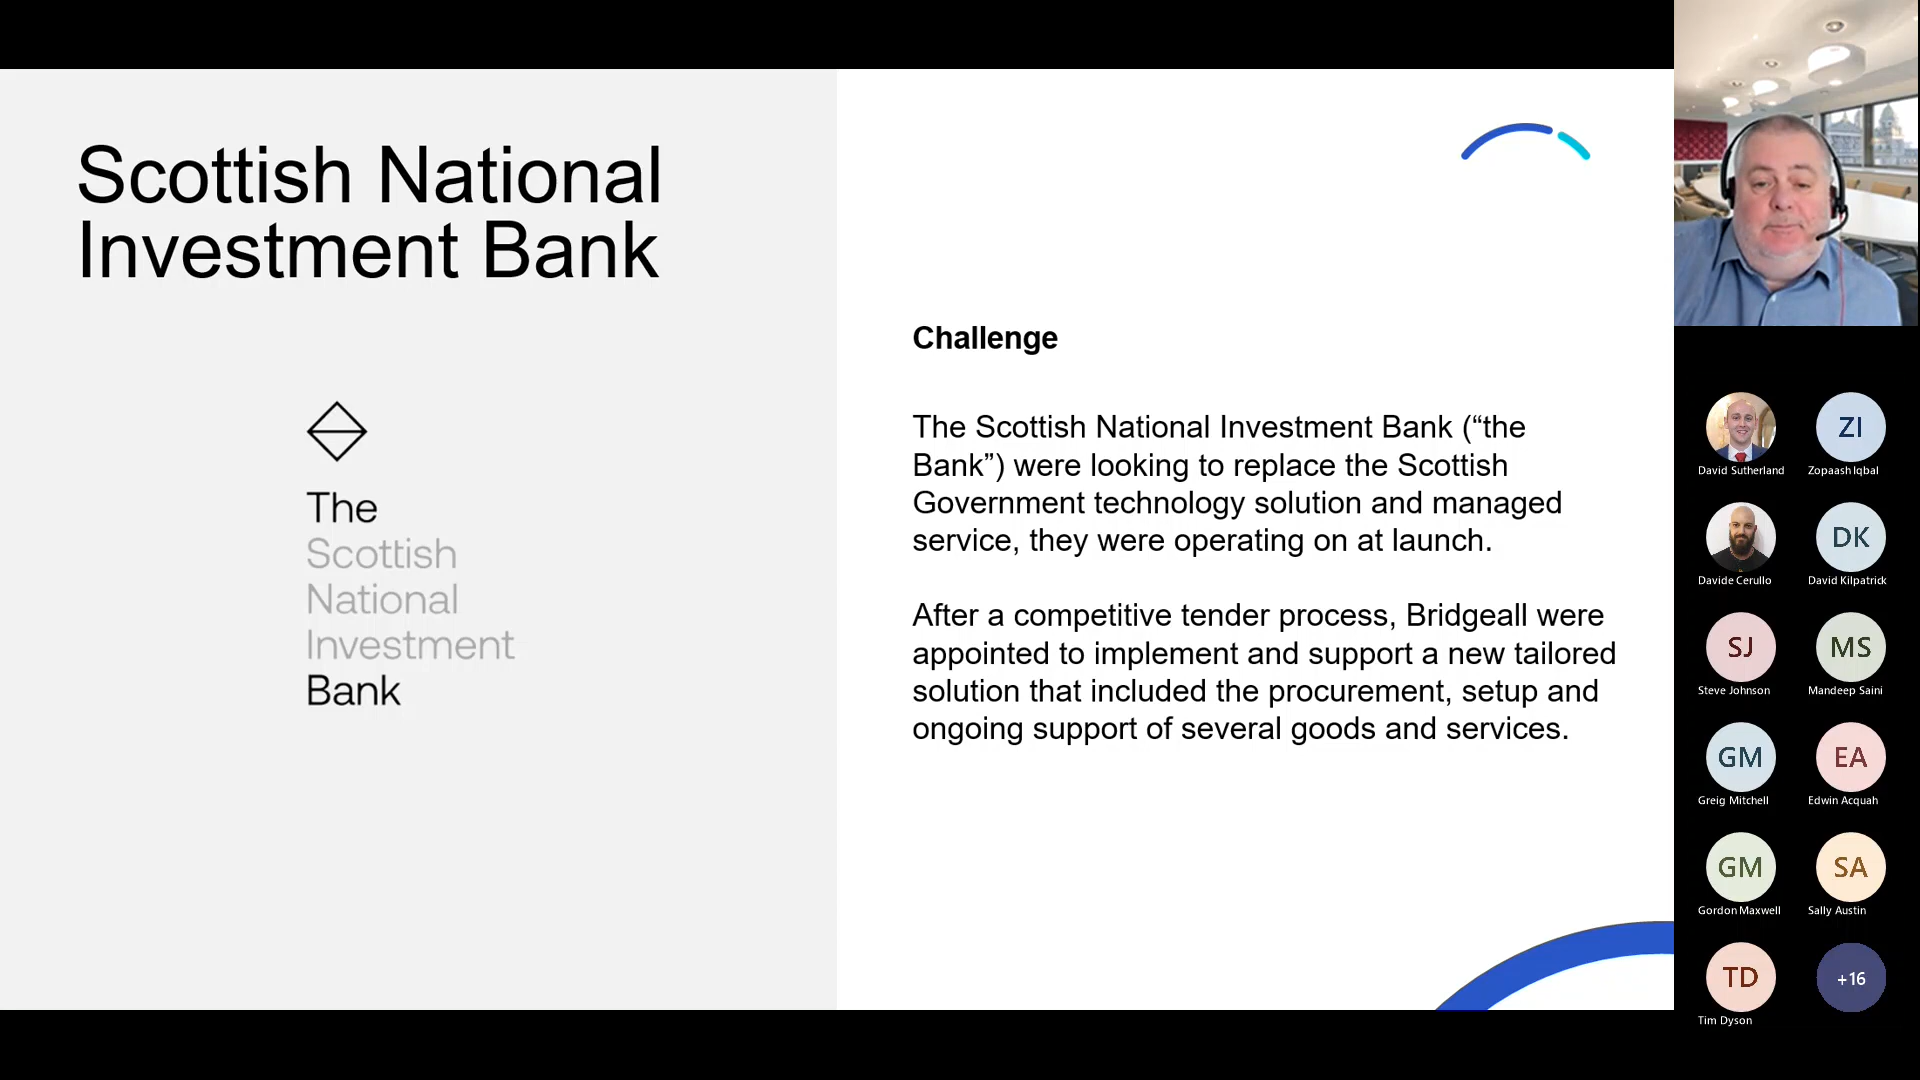 Scottish National
Investment Bank
The
Scottish
National
Investment
Bank
Challenge
The Scottish National Investment Bank (“the
Bank”) were looking to replace the Scottish
Government technology solution and managed
service, they were operating on at launch.
After a competitive tender process, Bridgeall were
appointed to implement and support a new tailored
solution that included the procurement, setup and
ongoing support of several goods and services.
David Sutherland
ZI
Zopaash Iqbal
Davide Cerullo
DK
David Kilpatrick
SJ
Steve Johnson
MS
Mandeep Saini
GM
Greig Mitchell
EA
Edwin Acquah
GM
Gordon Maxwell
SA
Sally Austin
TD
Tim Dyson
+16